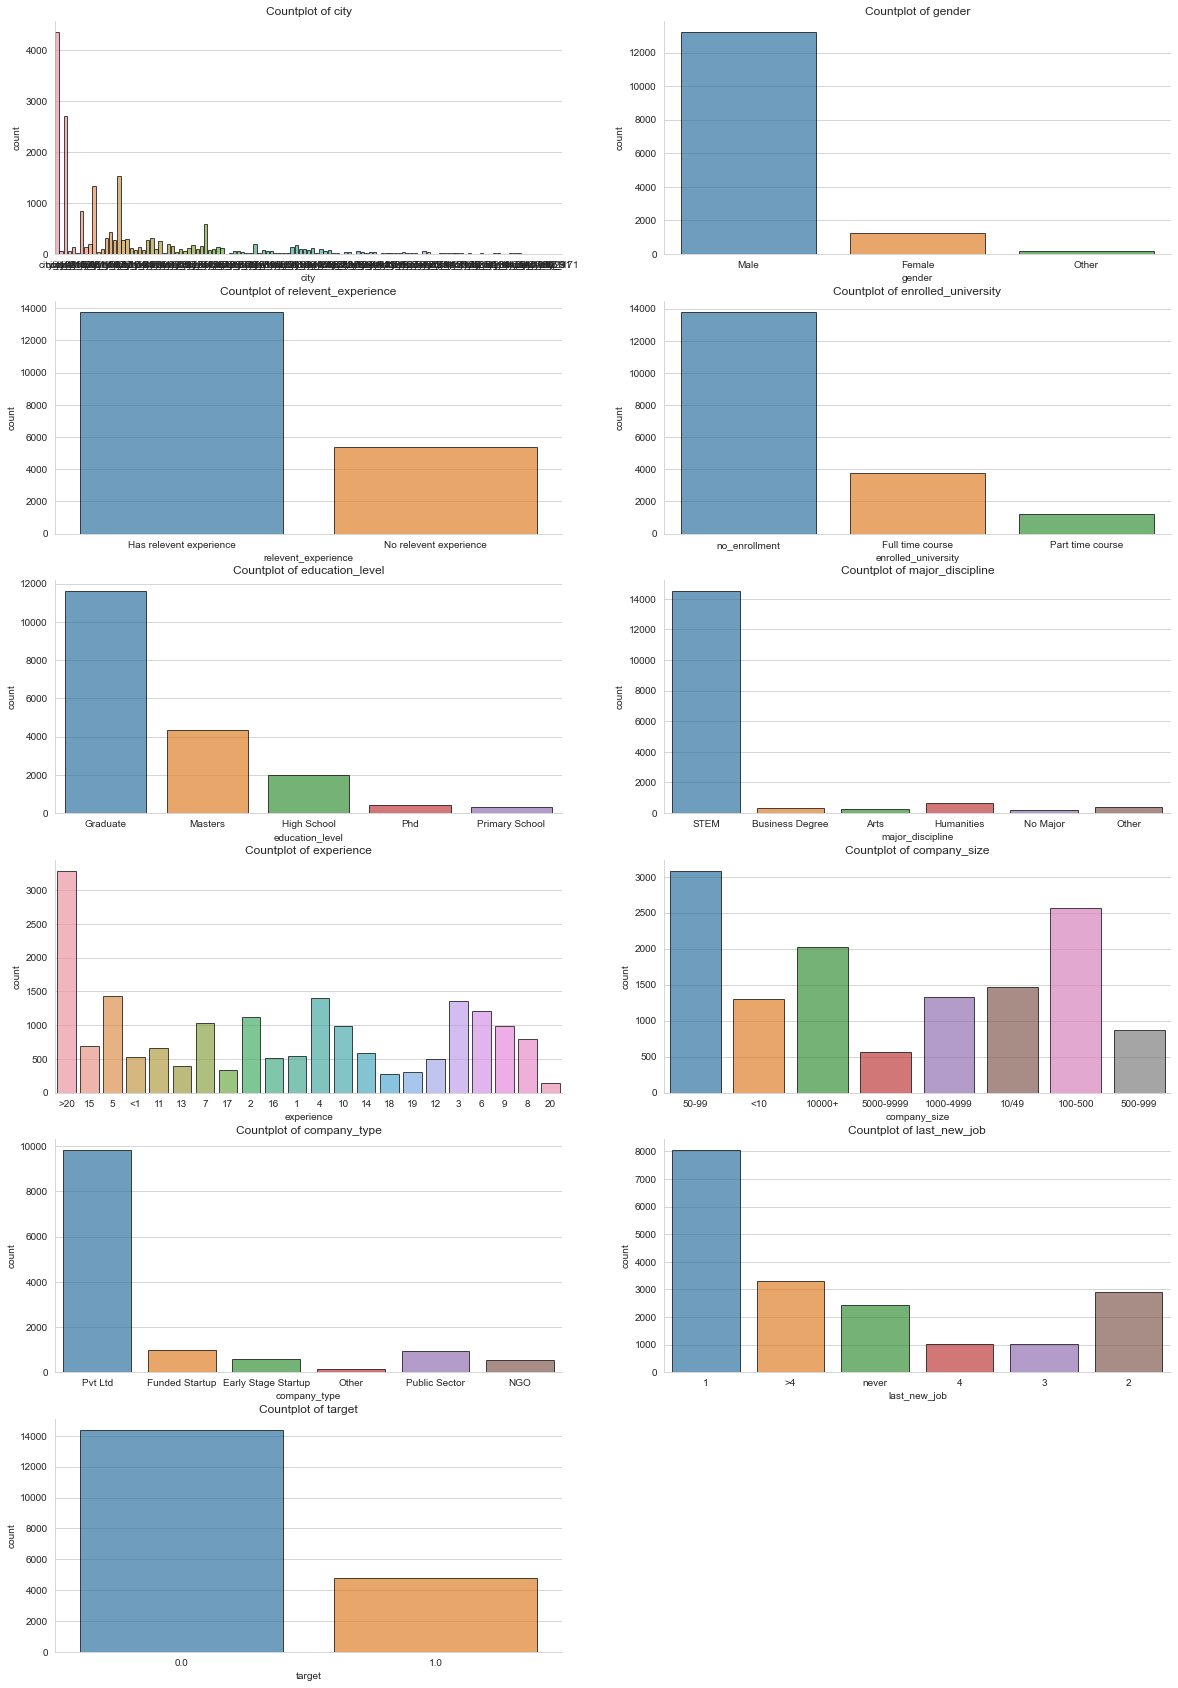 Countplot of city
4000
3000
2000
1000
0
count
city
Countplot of gender
12000
10000
8000
6000
4000
2000
0
count
Male Female Other
gender
Countplot of relevent_experience
14000
12000
10000
8000
6000
4000
2000
0
count
Has relevent experience No relevent experience
relevent_experience
Countplot of enrolled_university
14000
12000
10000
8000
6000
4000
2000
0
count
no_enrollment Full time course Part time course
enrolled_university
Countplot of education_level
12000
10000
8000
6000
4000
2000
0
count
Graduate Masters High School Phd Primary School
education_level
Countplot of major_discipline
14000
12000
10000
8000
6000
4000
2000
0
count
STEM Business Degree Arts Humanities No Major Other
major_discipline
Countplot of experience
3000
2500
2000
1500
1000
500
0
count
>20 15 5 <1 11 13 7 17 2 16 1 4 10 14 18 19 12 3 6 9 8 20
experience
Countplot of company_size
3000
2500
2000
1500
1000
500
0
count
50-99 <10 10000+ 5000-9999 1000-4999 10/49 100-500 500-999
company_size
Countplot of company_type
10000
8000
6000
4000
2000
0
count
Pvt Ltd Funded Startup Early Stage Startup Other Public Sector NGO
company_type
Countplot of last_new_job
8000
7000
6000
5000
4000
3000
2000
1000
0
count
1 >4 never 4 3 2
last_new_job
Countplot of target
14000
12000
10000
8000
6000
4000
2000
0
count
0.0 1.0
target